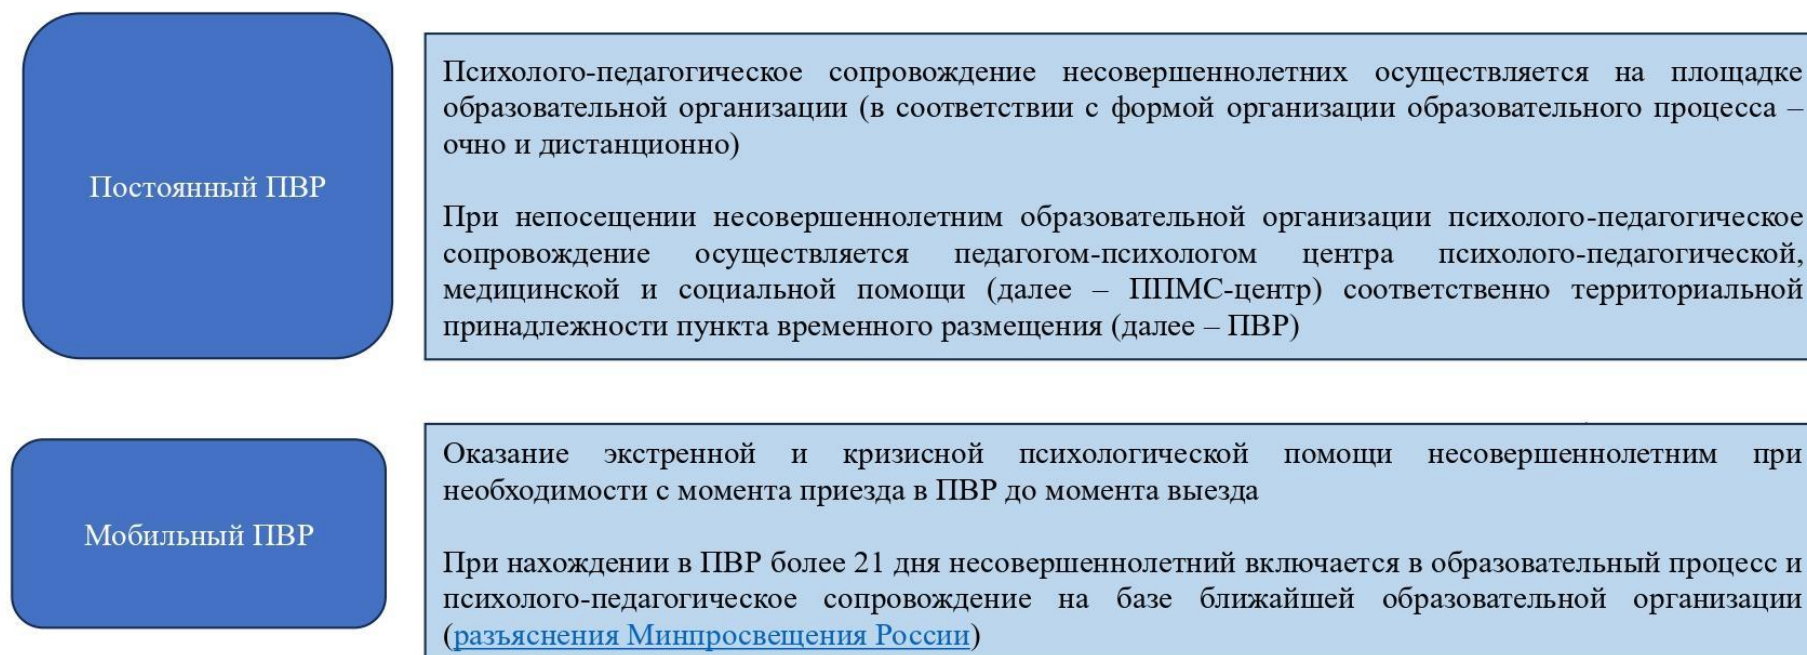 Постоянный ПВР
Психолого-педагогическое сопровождение несовершеннолетних осуществляется на площадке
образовательной организации (в соответствии с формой организации образовательного процесса –
очно и дистанционно)
При непосещении несовершеннолетним образовательной организации психолого-педагогическое
сопровождение осуществляется педагогом-психологом центра психолого-педагогической,
медицинской и социальной помощи (далее – ППМС-центр) соответственно территориальной
принадлежности пункта временного размещения (далее – ПВР)
Мобильный ПВР
Оказание экстренной и кризисной психологической помощи несовершеннолетним при
необходимости с момента приезда в ПВР до момента выезда
При нахождении в ПВР более 21 дня несовершеннолетний включается в образовательный процесс и
психолого-педагогическое сопровождение на базе ближайшей образовательной организации
(разъяснения Минпросвещения России)